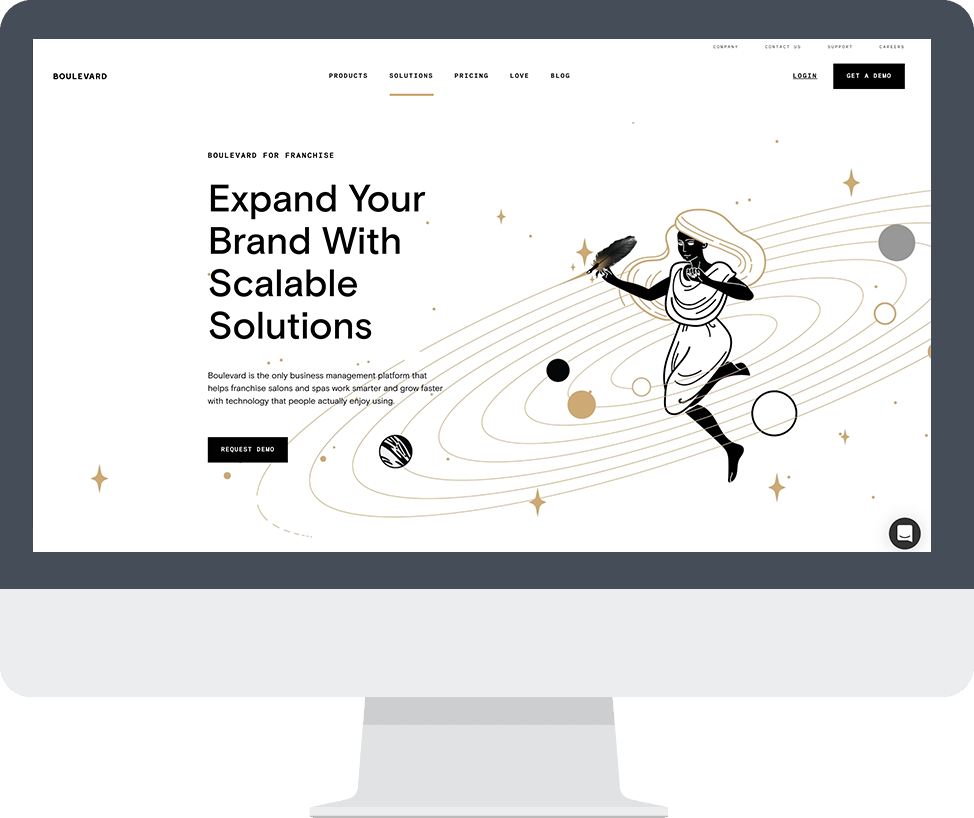 COMPANY CONTACT US SUPPORT CAREERS
BOULEVARD PRODUCTS SOLUTIONS PRICING LOVE BLOG LOGIN GET A DEMO
BOULEVARD FOR FRANCHISE
Expand Your
Brand With
Scalable
Solutions
Boulevard is the only business management platform that
helps franchise salons and spas work smarter and grow faster
with technology that people actually enjoy using.
REQUEST DEMO